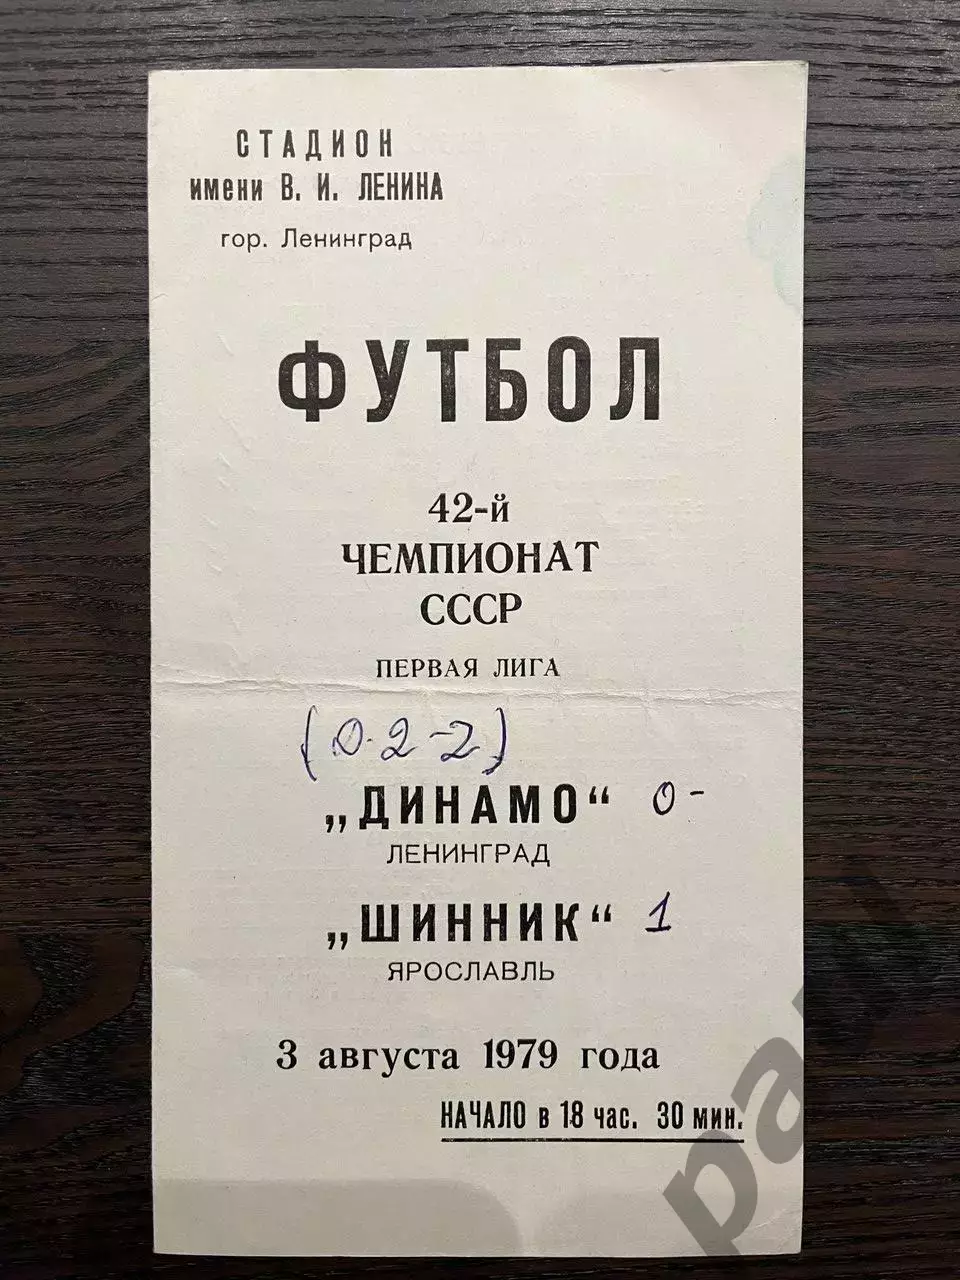 СТАДИОН
имени В. И. ЛЕНИНА
гор. Ленинград
ФУТБОЛ
42-й
ЧЕМПИОНАТ
СССР
ПЕРВАЯ ЛИГА
(0-2-2)
„ДИНАМО“ 0-
ЛЕНИНГРАД
„ШИННИК“ 1
ЯРОСЛАВЛЬ
3 августа 1979 года
НАЧАЛО в 18 час. 30 мин.